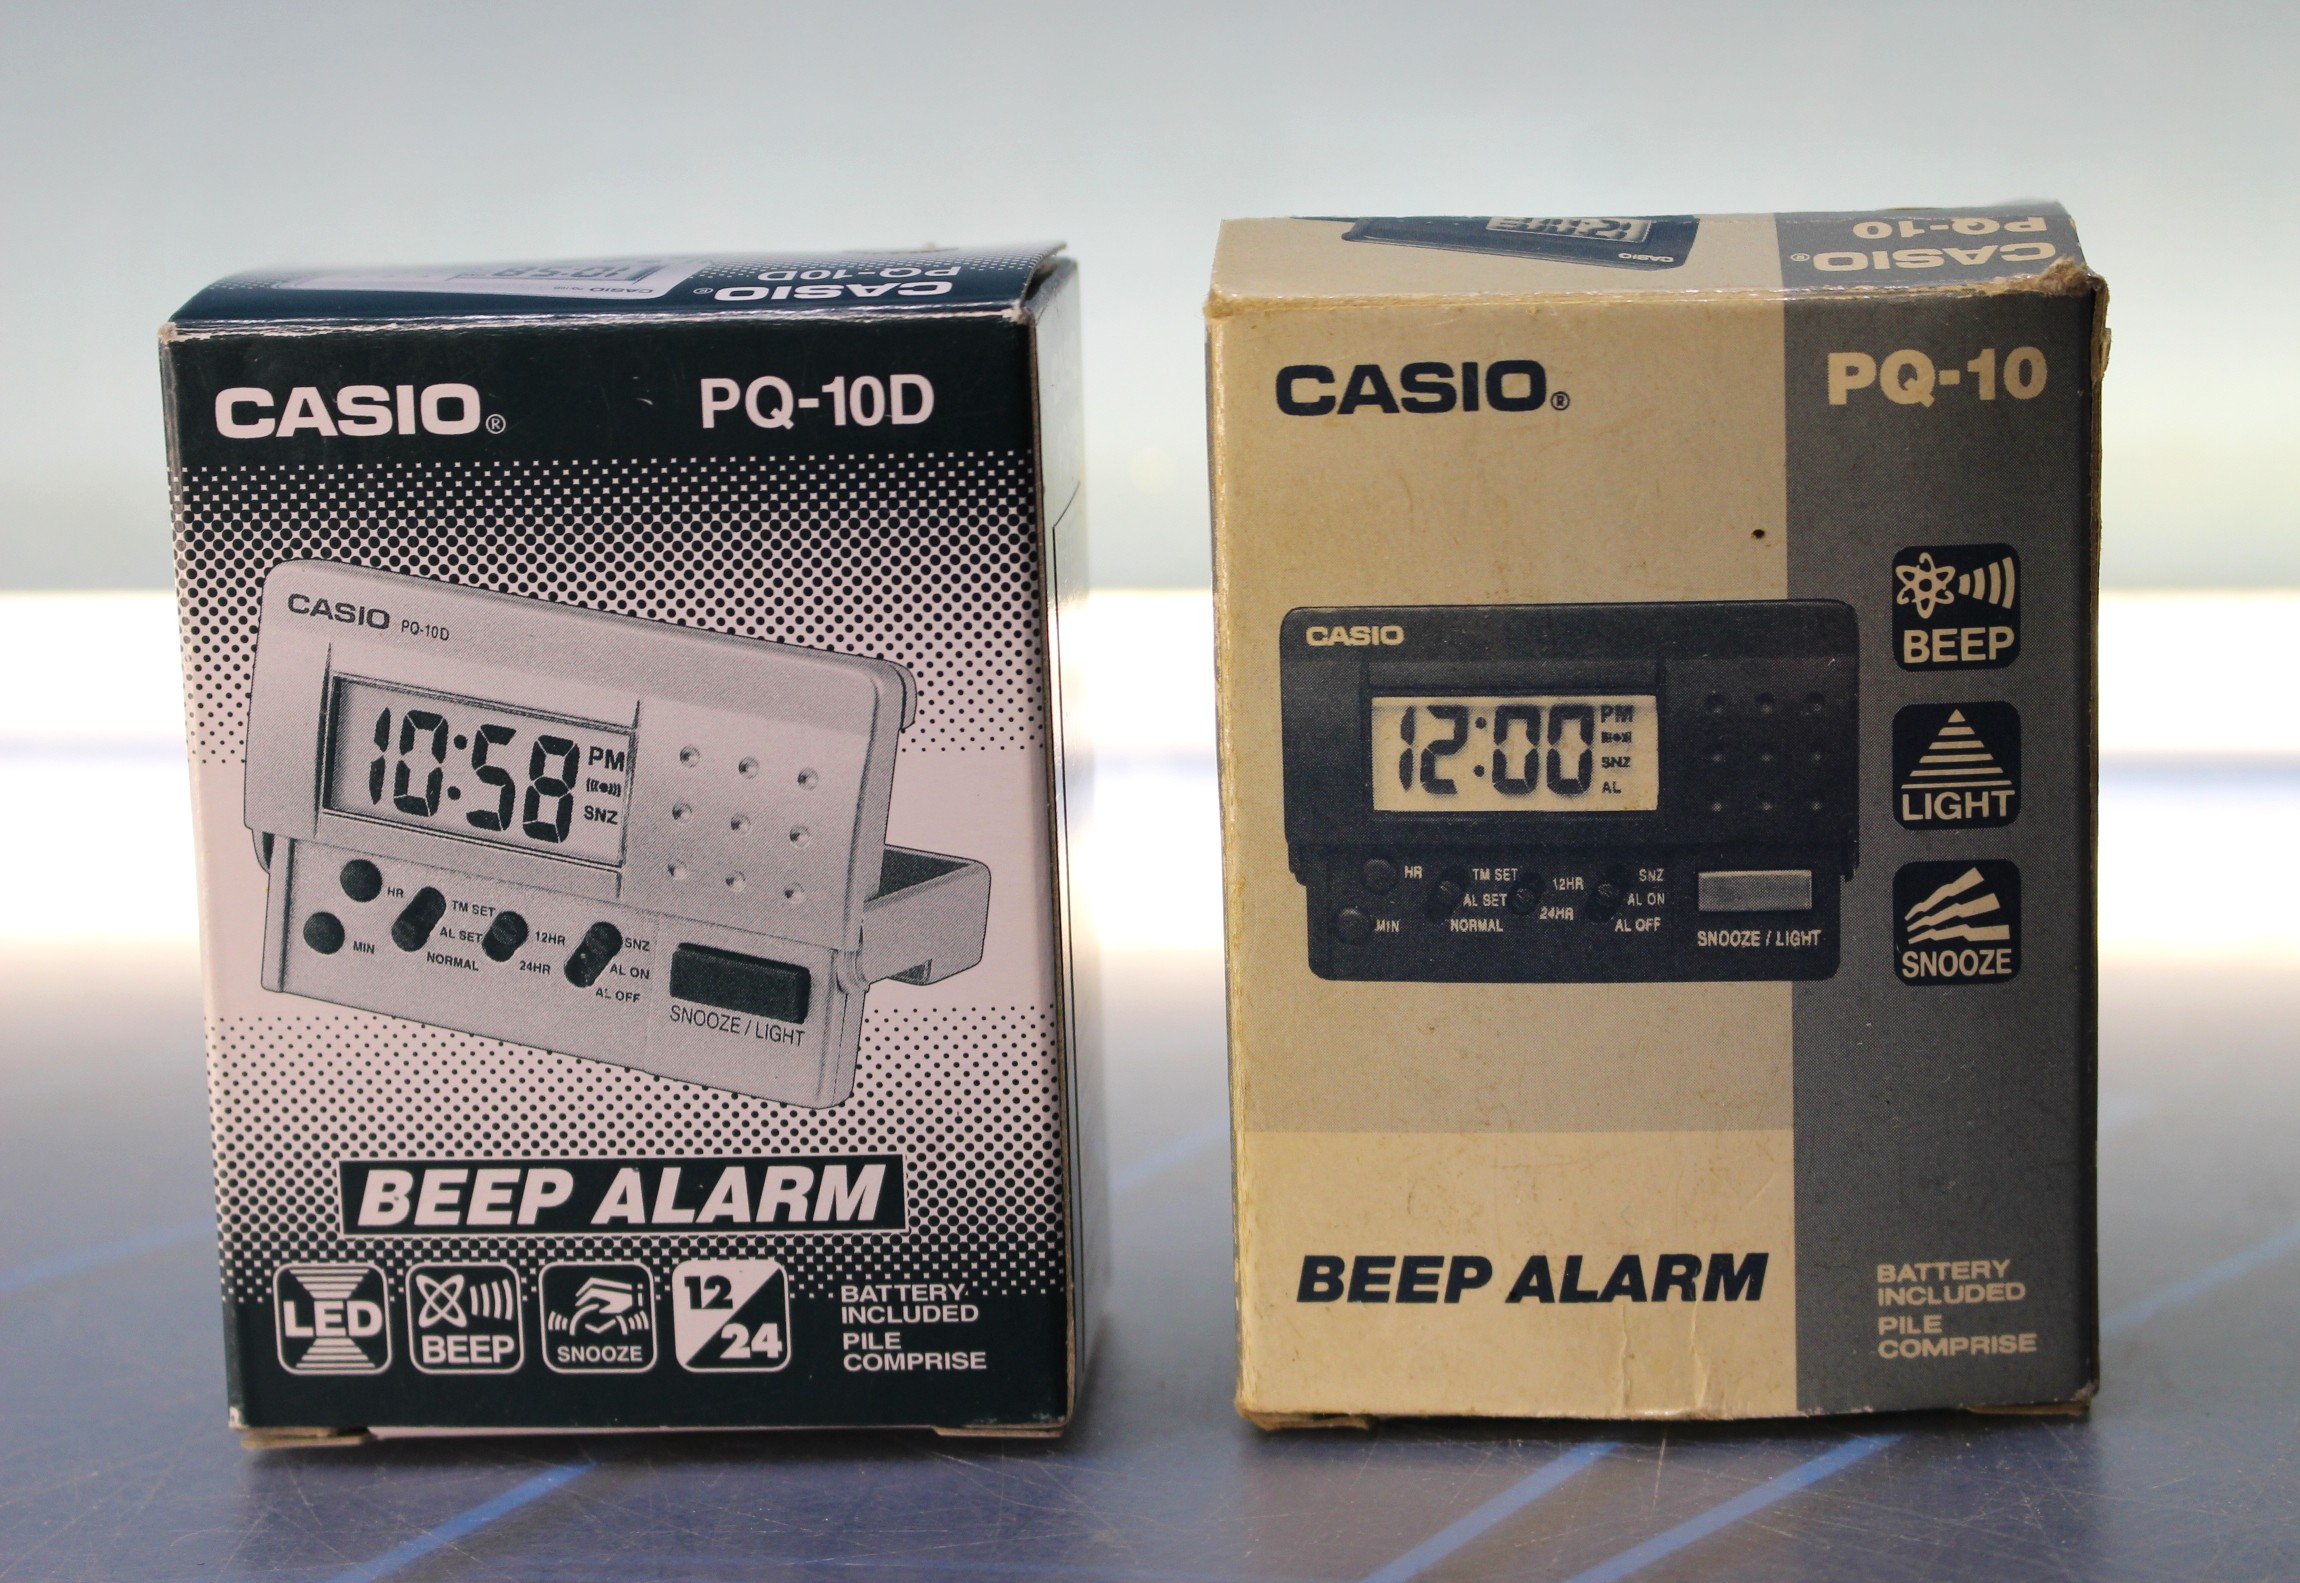 CASIO PQ-10D
PQ-10D
CASIO®
CASIO® PQ-10D
CASIO PQ-10D
10:58 PM
SNZ
HR
MIN
TM SET
AL SET
NORMAL
12HR
24HR
SNZ
AL ON
AL OFF
SNOOZE / LIGHT
BEEP ALARM
LED
BEEP
SNOOZE
12
24
BATTERY
INCLUDED
PILE
COMPRISE
CASIO
PQ-10
CASIO®
CASIO® PQ-10
CASIO
12:00 PM
SNZ
AL
HR
MIN
TM SET
AL SET
NORMAL
12HR
24HR
SNZ
AL ON
AL OFF
SNOOZE / LIGHT
BEEP
LIGHT
SNOOZE
BEEP ALARM
BATTERY
INCLUDED
PILE
COMPRISE